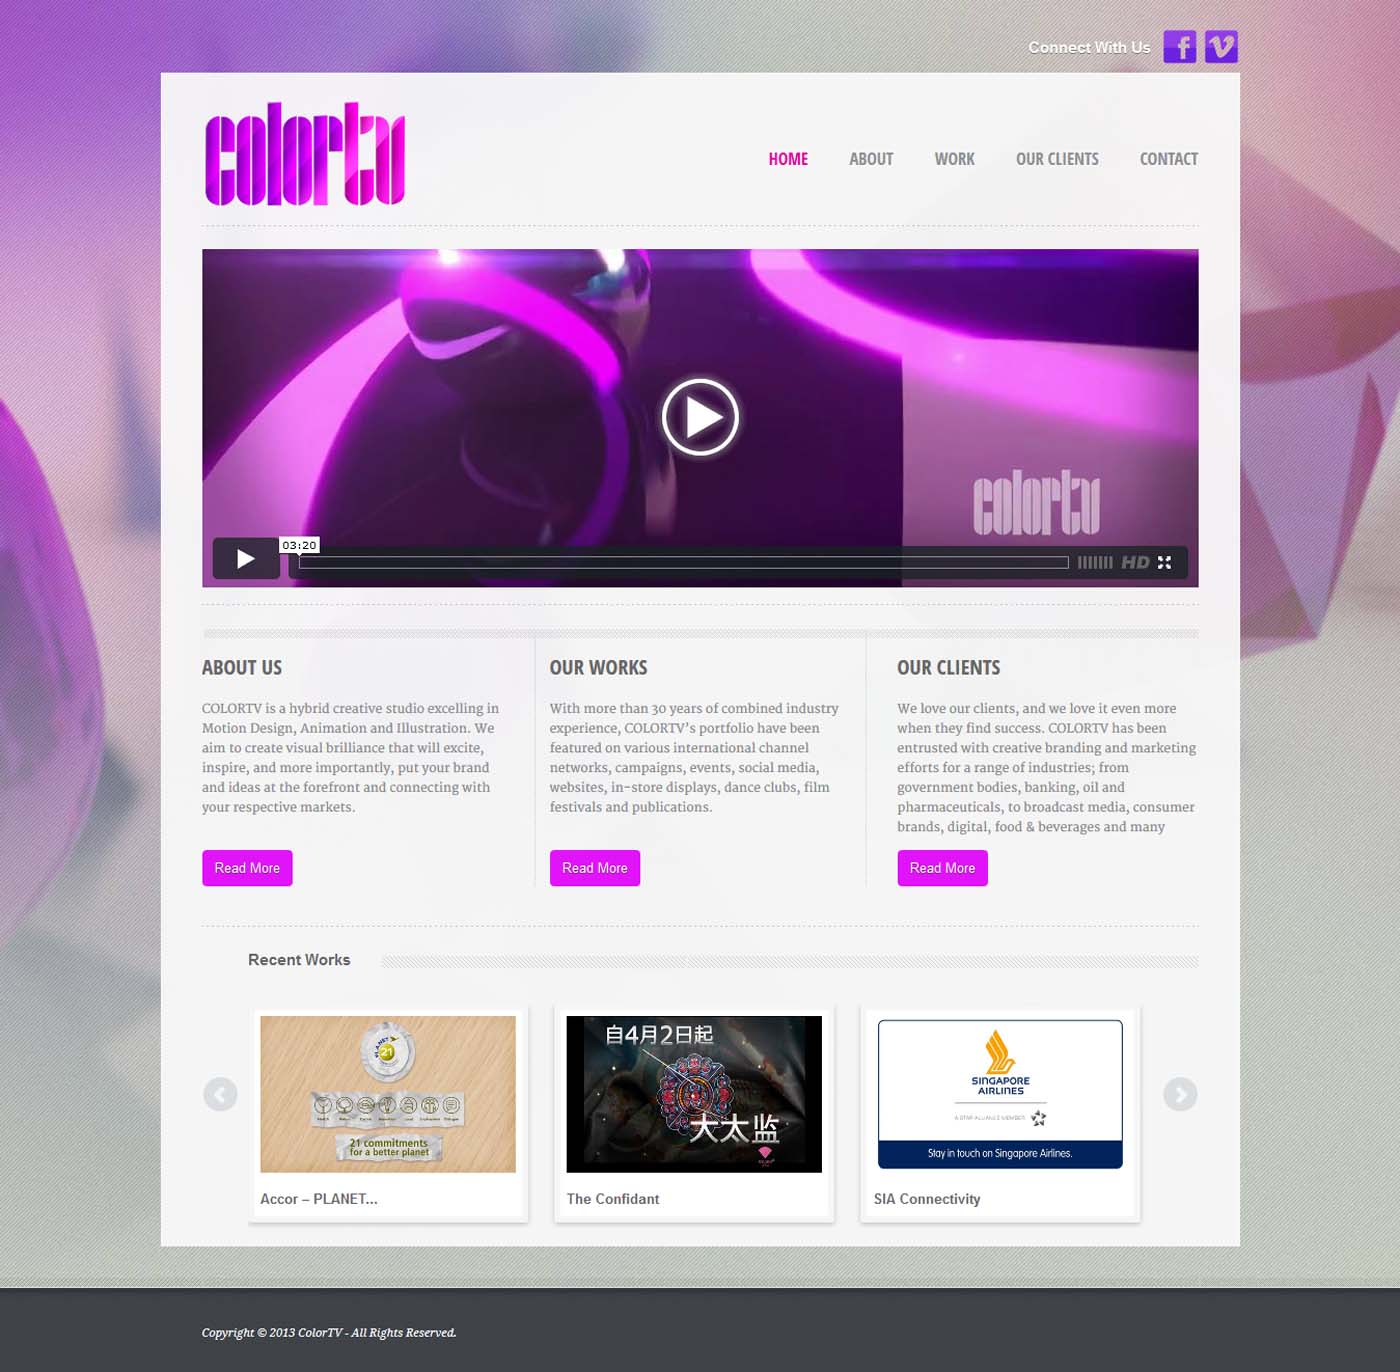 Connect With Us
colortv
HOME
ABOUT
WORK
OUR CLIENTS
CONTACT
colortv
03:20
HD
ABOUT US
COLORTV is a hybrid creative studio excelling in
Motion Design, Animation and Illustration. We
aim to create visual brilliance that will excite,
inspire, and more importantly, put your brand
and ideas at the forefront and connecting with
your respective markets.
Read More
OUR WORKS
With more than 30 years of combined industry
experience, COLORTV's portfolio have been
featured on various international channel
networks, campaigns, events, social media,
websites, in-store displays, dance clubs, film
festivals and publications.
Read More
OUR CLIENTS
We love our clients, and we love it even more
when they find success. COLORTV has been
entrusted with creative branding and marketing
efforts for a range of industries; from
government bodies, banking, oil and
pharmaceuticals, to broadcast media, consumer
brands, digital, food & beverages and many
Read More
Recent Works
PLANET
21
21 commitments
for a better planet
Accor – PLANET...
自4月2日起
大太监
The Confidant
SINGAPORE
AIRLINES
A STAR ALLIANCE MEMBER
Stay in touch on Singapore Airlines.
SIA Connectivity
Copyright © 2013 ColorTV - All Rights Reserved.